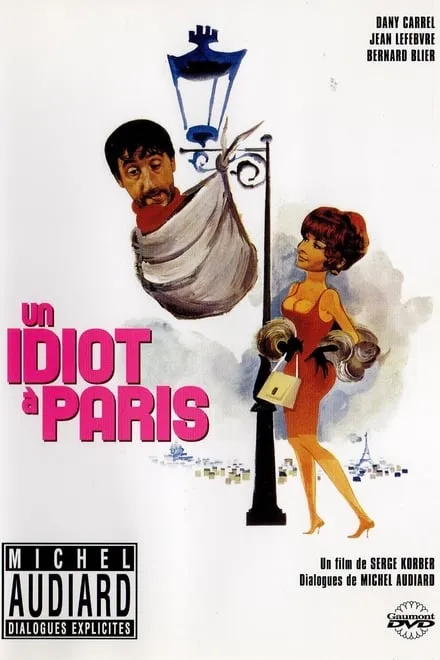 DANY CARREL
JEAN LEFEBVRE
BERNARD BLIER
UN
IDIOT
à PARIS
MICHEL
AUDIARD
DIALOGUES EXPLICITES
Un film de SERGE KORBER
Dialogues de MICHEL AUDIARD
Gaumont
DVD